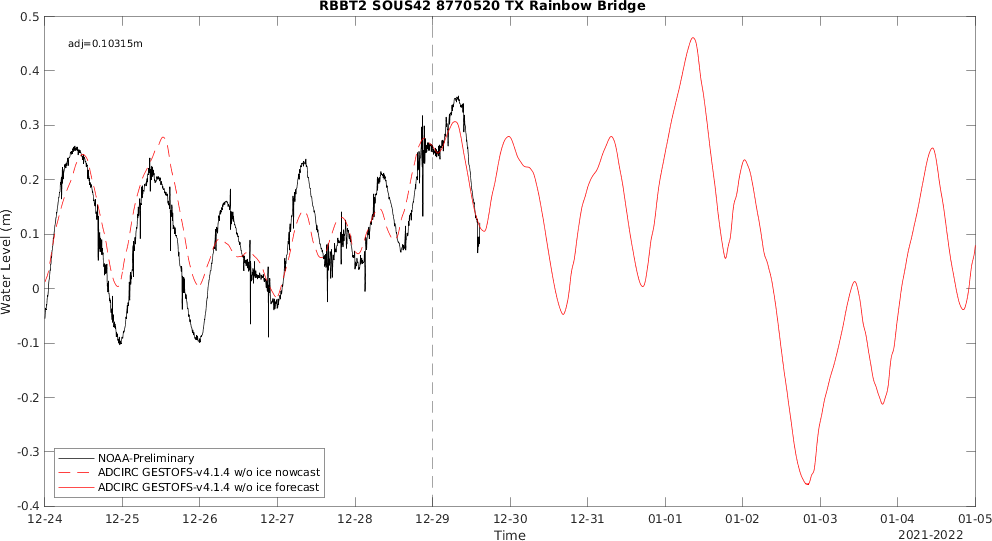 RBBT2 SOUS42 8770520 TX Rainbow Bridge
adj=0.10315m
0.5
0.4
0.3
0.2
0.1
0
-0.1
-0.2
-0.3
-0.4
Water Level (m)
NOAA-Preliminary
ADCIRC GESTOFS-v4.1.4 w/o ice nowcast
ADCIRC GESTOFS-v4.1.4 w/o ice forecast
12-24 12-25 12-26 12-27 12-28 12-29 12-30 12-31 01-01 01-02 01-03 01-04 01-05
Time
2021-2022